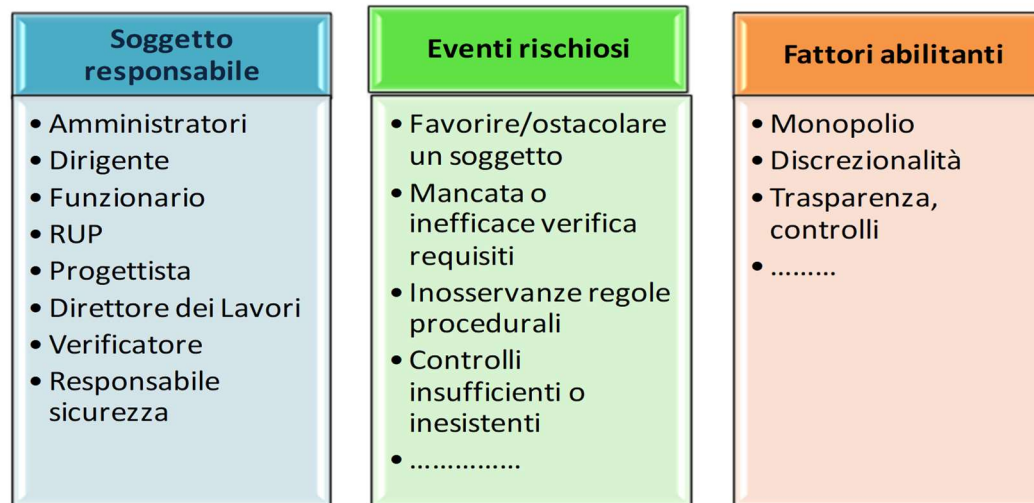 Soggetto
responsabile
• Amministratori
• Dirigente
• Funzionario
• RUP
• Progettista
• Direttore dei Lavori
• Verificatore
• Responsabile
sicurezza
Eventi rischiosi
• Favorire/ostacolare
un soggetto
• Mancata o
inefficace verifica
requisiti
• Inosservanze regole
procedurali
• Controlli
insufficienti o
inesistenti
• ……………
Fattori abilitanti
• Monopolio
• Discrezionalità
• Trasparenza,
controlli
• ………